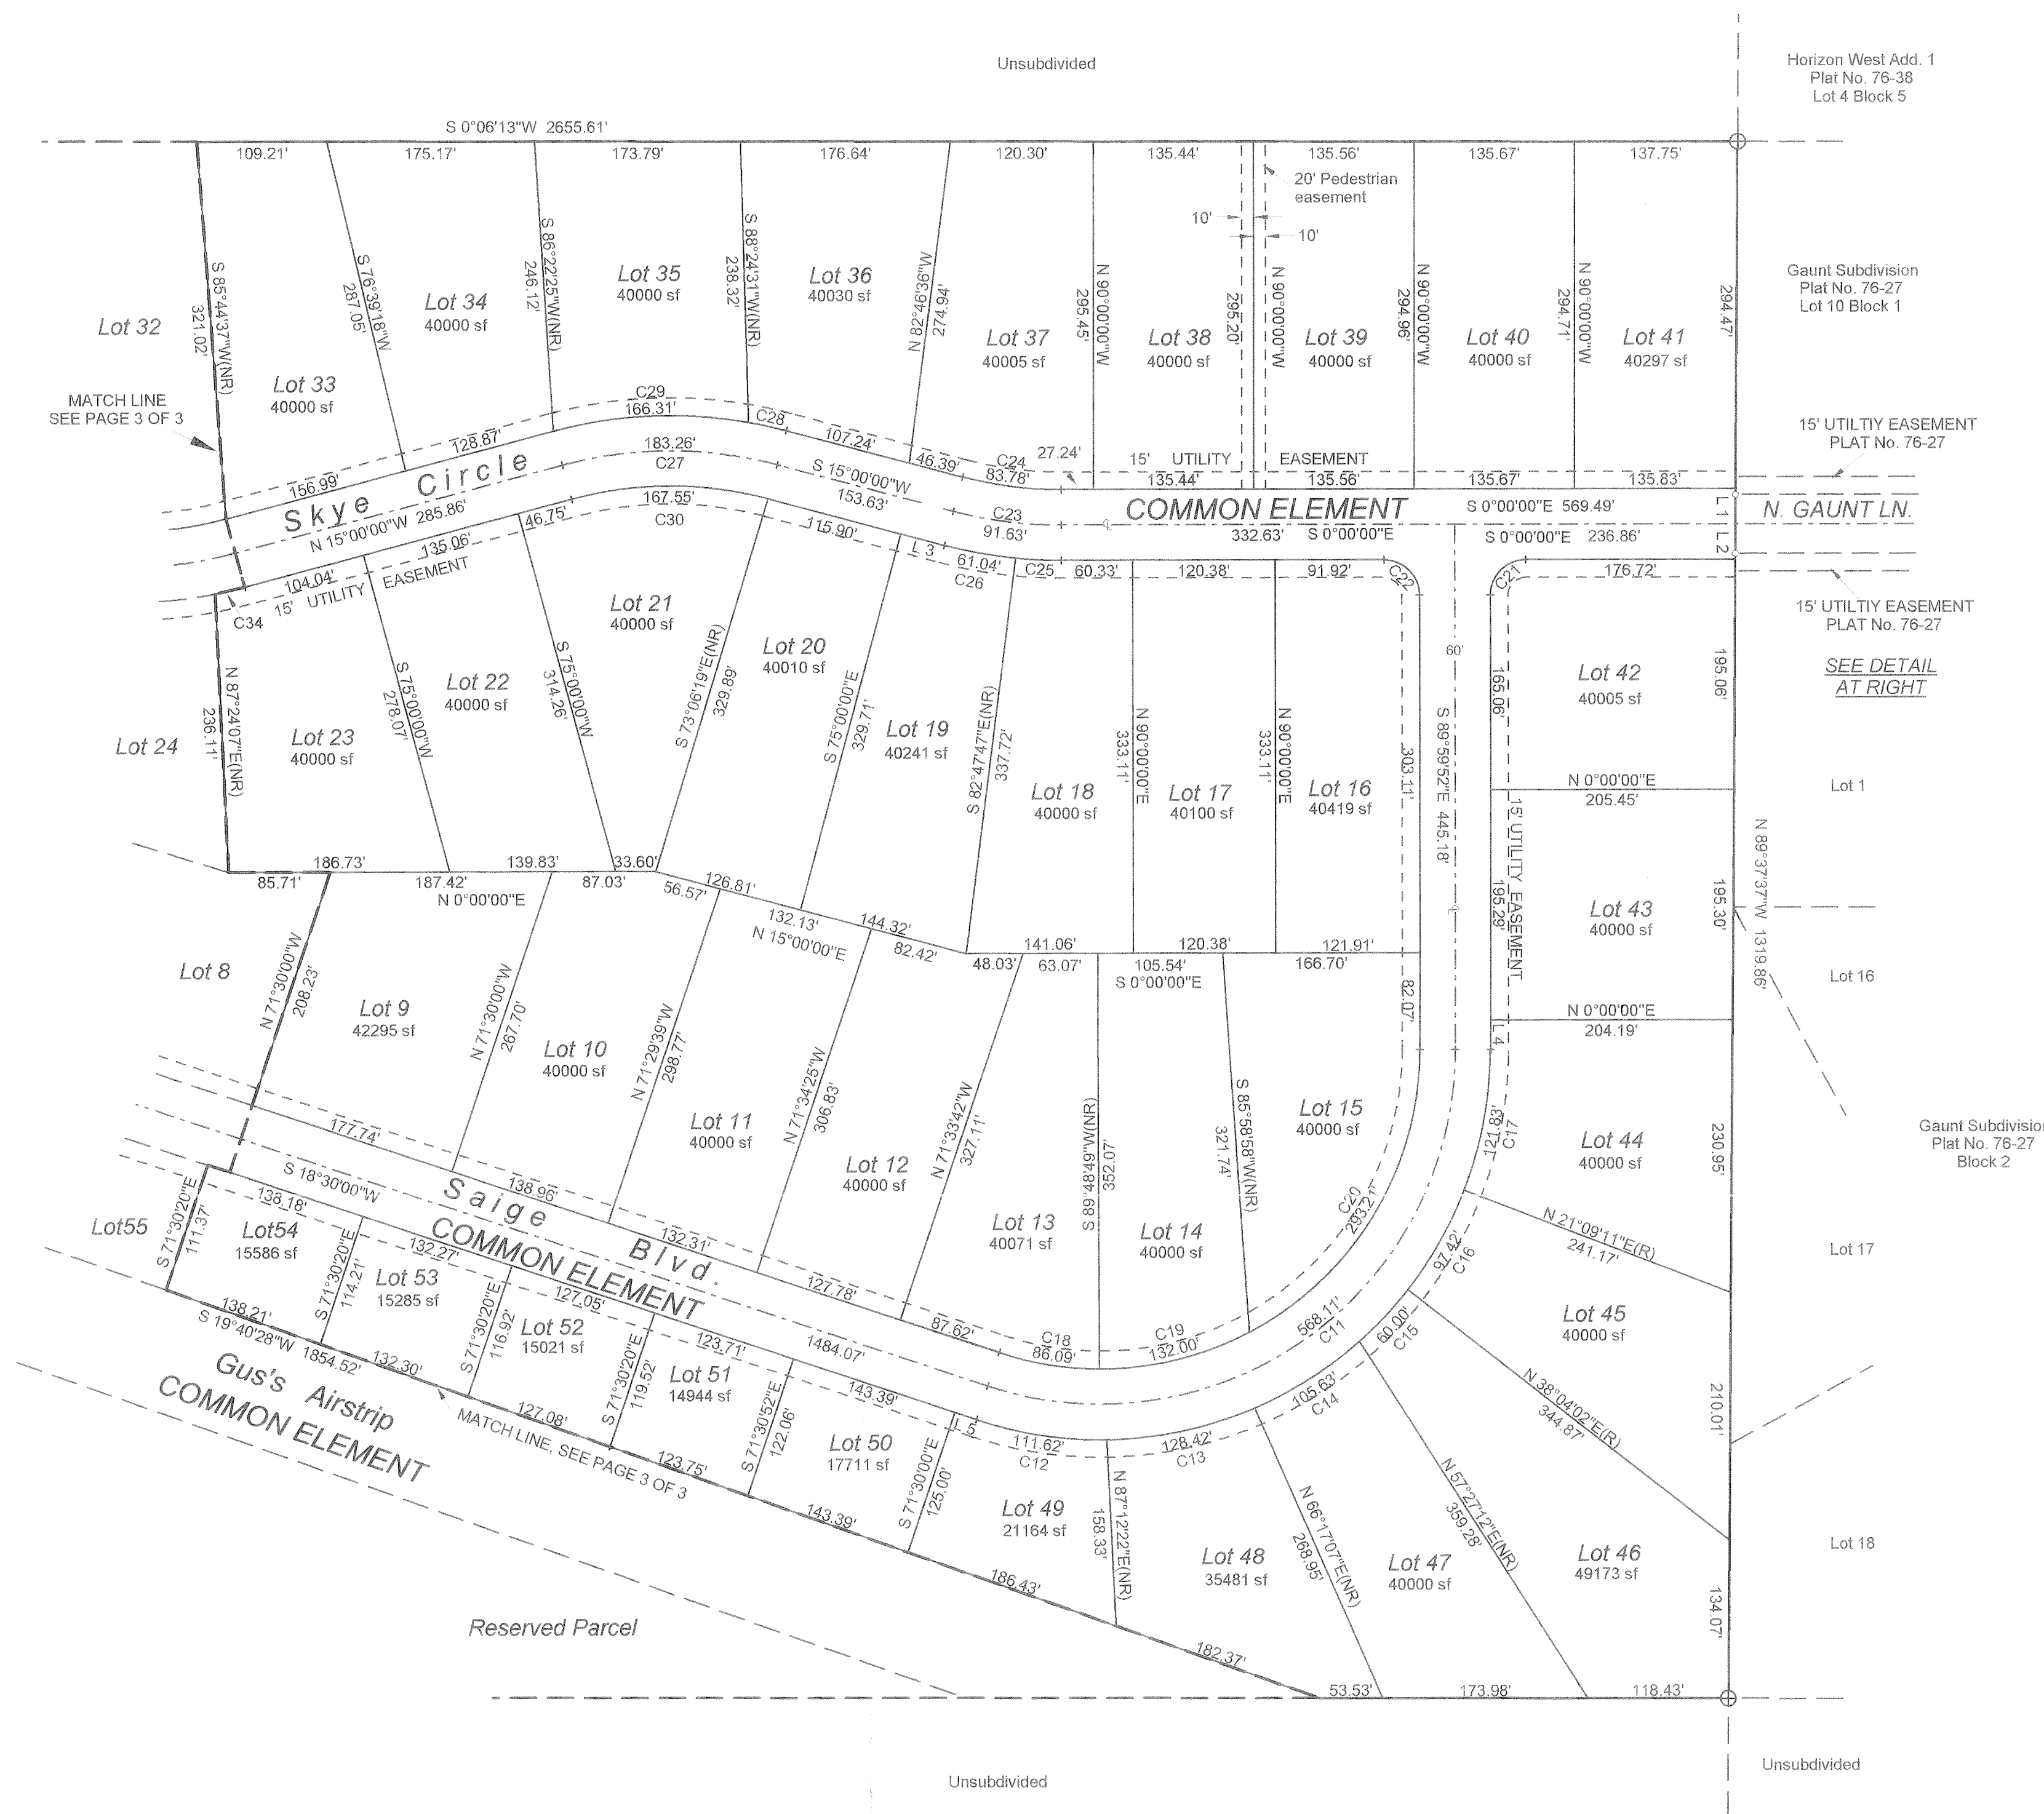 Unsubdivided
Horizon West Add. 1
Plat No. 76-38
Lot 4 Block 5
S 0°06'13"W 2655.61'
109.21'
175.17'
173.79'
176.64'
120.30'
135.44'
135.56'
135.67'
137.75'
20' Pedestrian
easement
10'
10'
S 85°44'37"W(NR)
321.02'
S 76°39'18"W
287.05'
S 86°22'25"W(NR)
246.12'
S 88°24'31"W(NR)
238.32'
N 82°46'36"W
274.94'
N 90°00'00"W
295.45'
N 90°00'00"W
295.20'
N 90°00'00"W
294.96'
N 90°00'00"W
294.71'
294.47'
Gaunt Subdivision
Plat No. 76-27
Lot 10 Block 1
Lot 32
Lot 33
40000 sf
Lot 34
40000 sf
Lot 35
40000 sf
Lot 36
40030 sf
Lot 37
40005 sf
Lot 38
40000 sf
Lot 39
40000 sf
Lot 40
40000 sf
Lot 41
40297 sf
MATCH LINE
SEE PAGE 3 OF 3
15' UTILTIY EASEMENT
PLAT No. 76-27
156.99'
128.87'
C29
166.31'
C28
107.24'
46.39'
C24
83.78'
27.24'
15' UTILITY EASEMENT
135.44'
135.56'
135.67'
135.83'
Skye Circle
N 15°00'00"W 285.86'
183.26'
C27
S 15°00'00"W
153.63'
C23
91.63'
COMMON ELEMENT
S 0°00'00"E 569.49'
332.63' S 0°00'00"E
S 0°00'00"E 236.86'
L 1
L 2
N. GAUNT LN.
104.04'
135.06'
46.75'
167.55'
C30
115.90'
L 3
61.04'
C26
C25
60.33'
120.38'
91.92'
C22
C21
176.72'
15' UTILITY EASEMENT
C34
15' UTILTIY EASEMENT
PLAT No. 76-27
SEE DETAIL
AT RIGHT
60'
Lot 24
N 87°24'07"E(NR)
236.11'
Lot 23
40000 sf
S 75°00'00"W
278.07'
Lot 22
40000 sf
S 75°00'00"W
314.26'
Lot 21
40000 sf
S 73°06'19"E(NR)
329.89'
Lot 20
40010 sf
S 75°00'00"E
329.71'
Lot 19
40241 sf
S 82°47'47"E(NR)
337.72'
Lot 18
40000 sf
N 90°00'00"E
333.11'
Lot 17
40100 sf
N 90°00'00"E
333.11'
Lot 16
40419 sf
303.11'
S 89°59'52"E 445.18'
165.06'
Lot 42
40005 sf
195.06'
N 0°00'00"E
205.45'
Lot 1
15' UTILITY EASEMENT
195.29'
Lot 43
40000 sf
195.30'
N 89°37'37"W 1319.86'
N 0°00'00"E
204.19'
Lot 16
L 4
186.73'
139.83'
33.60'
85.71'
187.42'
87.03'
N 0°00'00"E
56.57'
126.81'
132.13'
N 15°00'00"E
144.32'
82.42'
141.06'
120.38'
121.91'
48.03'
63.07'
105.54'
166.70'
S 0°00'00"E
82.07'
Lot 8
N 71°30'00"W
208.23'
Lot 9
42295 sf
N 71°30'00"W
267.70'
Lot 10
40000 sf
N 71°29'39"W
298.77'
Lot 11
40000 sf
N 71°34'25"W
306.83'
Lot 12
40000 sf
N 71°33'42"W
327.11'
Lot 13
40071 sf
S 89°48'49"W(NR)
352.07'
Lot 14
40000 sf
S 85°58'58"W(NR)
321.74'
Lot 15
40000 sf
C20
293.21'
121.83'
C17
Lot 44
40000 sf
230.95'
Gaunt Subdivision
Plat No. 76-27
Block 2
N 21°09'11"E(R)
241.17'
Lot 17
97.42'
C16
Lot 45
40000 sf
177.74'
138.96'
132.31'
127.78'
87.62'
C18
86.09'
C19
132.00'
568.11'
C11
60.00'
C15
S 18°30'00"W
Saige Blvd.
COMMON ELEMENT
1484.07'
Lot55
S 71°30'20"E
111.37'
138.18'
Lot54
15586 sf
S 71°30'20"E
114.21'
132.27'
Lot 53
15285 sf
S 71°30'20"E
116.92'
127.05'
Lot 52
15021 sf
S 71°30'20"E
119.52'
123.71'
Lot 51
14944 sf
S 71°30'52"E
122.06'
143.39'
Lot 50
17711 sf
S 71°30'00"E
125.00'
L 5
111.62'
C12
128.42'
C13
105.63'
C14
N 38°04'02"E(R)
344.87'
210.01'
138.21'
S 19°40'28"W 1854.52'
132.30'
127.08'
123.75'
143.39'
186.43'
182.37'
Gus's Airstrip
COMMON ELEMENT
MATCH LINE, SEE PAGE 3 OF 3
Lot 49
21164 sf
N 87°12'22"E(NR)
158.33'
Lot 48
35481 sf
N 66°17'07"E(NR)
268.95'
Lot 47
40000 sf
N 57°27'12"E(NR)
359.28'
Lot 46
49173 sf
134.07'
Lot 18
Reserved Parcel
53.53'
173.98'
118.43'
Unsubdivided
Unsubdivided